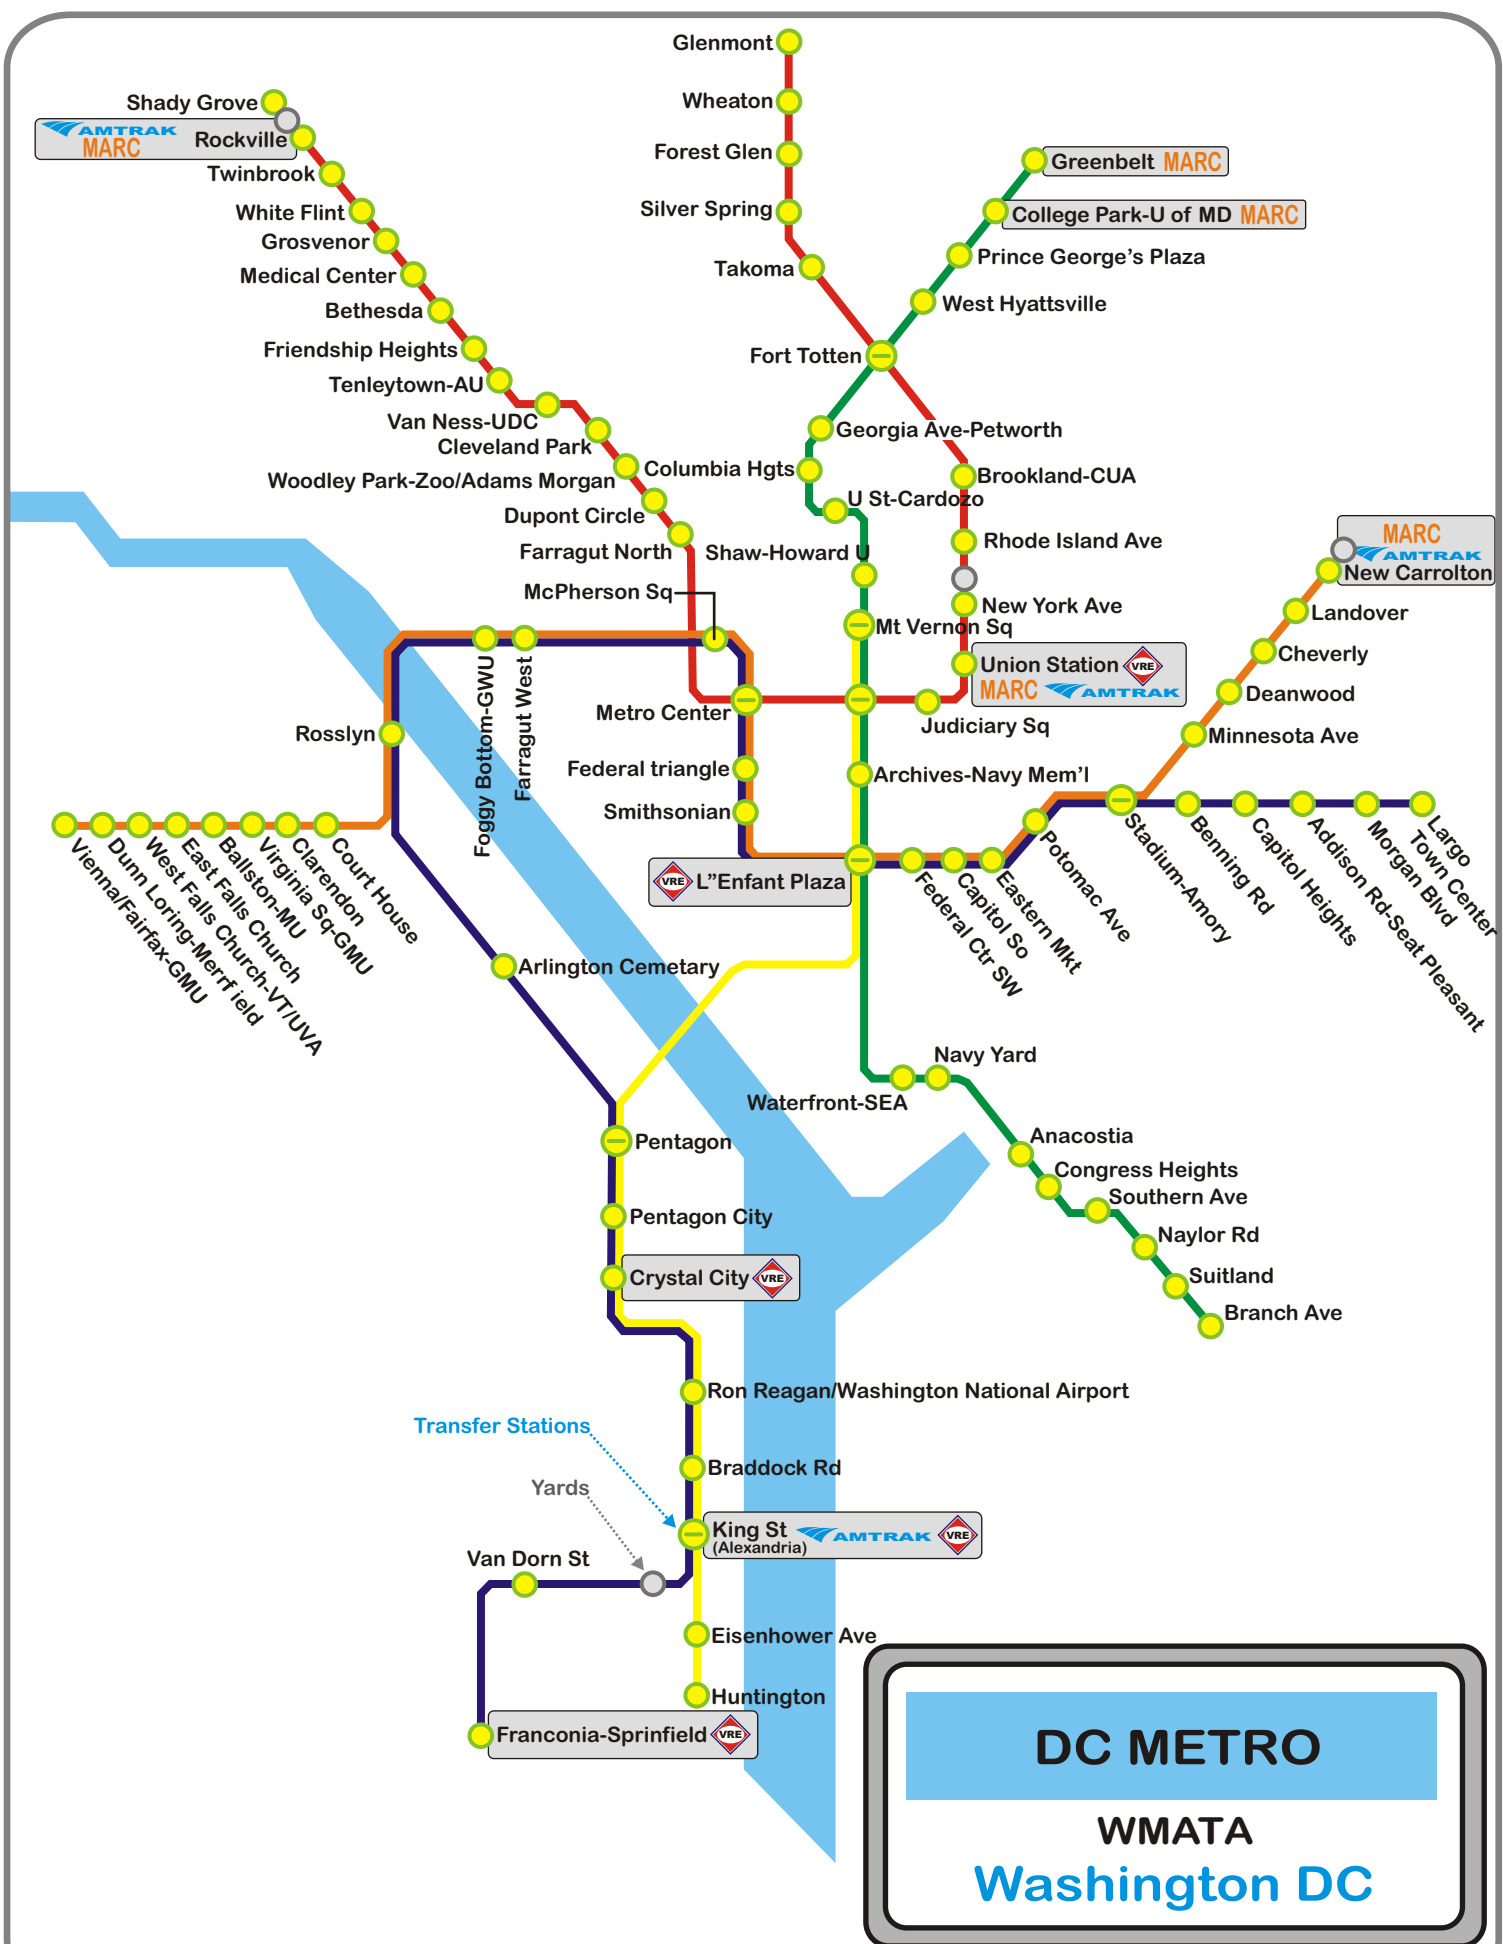 Glenmont
Wheaton
Forest Glen
Silver Spring
Takoma
Fort Totten
Shady Grove
AMTRAK
MARC
Rockville
Twinbrook
White Flint
Grosvenor
Medical Center
Bethesda
Friendship Heights
Tenleytown-AU
Van Ness-UDC
Cleveland Park
Woodley Park-Zoo/Adams Morgan
Dupont Circle
Farragut North
McPherson Sq
Greenbelt MARC
College Park-U of MD MARC
Prince George's Plaza
West Hyattsville
Georgia Ave-Petworth
Columbia Hgts
U St-Cardozo
Shaw-Howard U
Mt Vernon Sq
Brookland-CUA
Rhode Island Ave
New York Ave
Union Station VRE
MARC AMTRAK
Judiciary Sq
MARC
AMTRAK
New Carrolton
Landover
Cheverly
Deanwood
Minnesota Ave
Rosslyn
Foggy Bottom-GWU
Farragut West
Metro Center
Federal triangle
Smithsonian
Archives-Navy Mem'l
VRE L"Enfant Plaza
Vienna/Fairfax-GMU
Dunn Loring-Merrfield
West Falls Church-VT/UVA
East Falls Church
Ballston-MU
Virginia Sq-GMU
Clarendon
Court House
Federal Ctr SW
Capitol So
Eastern Mkt
Potomac Ave
Stadium-Amory
Benning Rd
Capitol Heights
Addison Rd-Seat Pleasant
Morgan Blvd
Largo
Town Center
Arlington Cemetary
Navy Yard
Waterfront-SEA
Anacostia
Congress Heights
Southern Ave
Naylor Rd
Suitland
Branch Ave
Pentagon
Pentagon City
Crystal City VRE
Ron Reagan/Washington National Airport
Transfer Stations
Braddock Rd
Yards
King St AMTRAK VRE
(Alexandria)
Van Dorn St
Eisenhower Ave
Huntington
Franconia-Sprinfield VRE
DC METRO
WMATA
Washington DC